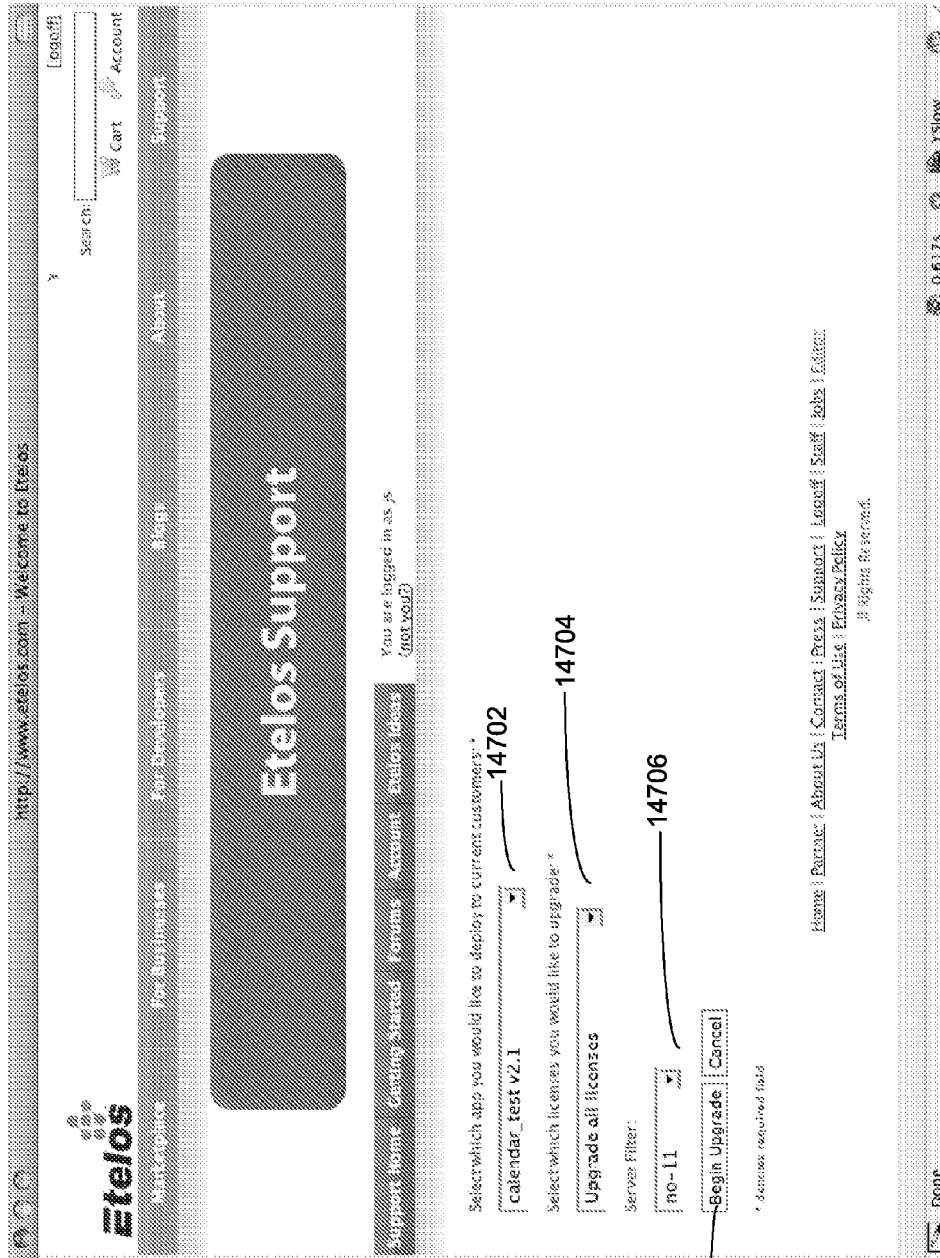 http://www.etelos.com – Welcome to Etelos
Logoff
Etelos
Search:
Cart Account
Marketplace For Businesses For Developers About Support
Etelos Support
Support Home Getting Started Forums Account Etelos Ideas
You are logged in as js
(not you?)
Select which app you would like to deploy to current customers: *
calendar_test v2.1
14702
Select which licenses you would like to upgrade: *
Upgrade all licenses
14704
Server Filter:
no-11
14706
Begin Upgrade Cancel
* denotes required field
Home | Partner | About Us | Contact | Press | Support | Logoff | Staff | Jobs | Editor
Terms of Use | Privacy Policy
Rights Reserved.
Done
0.617s
YSlow